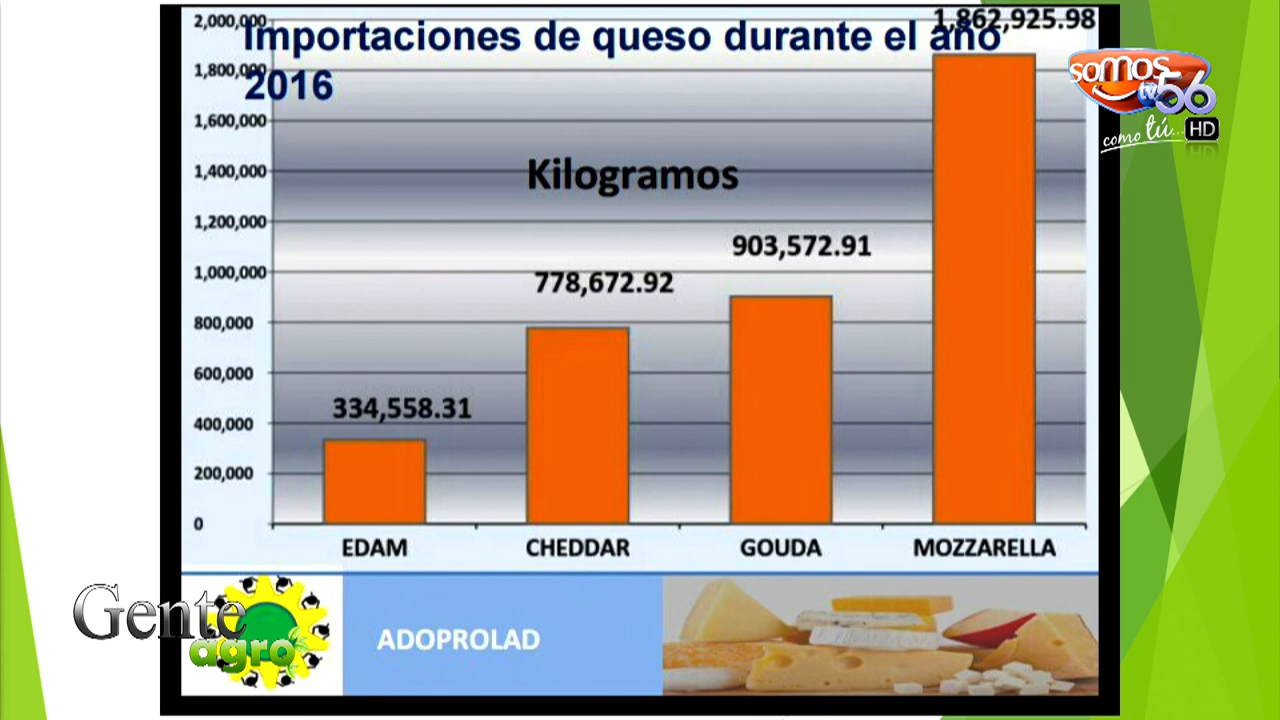 Importaciones de queso durante el año
2016
1,862,925.98
2,000,000
1,800,000
1,600,000
1,400,000
1,200,000
1,000,000
800,000
600,000
400,000
200,000
0
Kilogramos
334,558.31
778,672.92
903,572.91
EDAM
CHEDDAR
GOUDA
MOZZARELLA
somos
tv56
como tú... HD
Gente
agro
ADOPROLAD